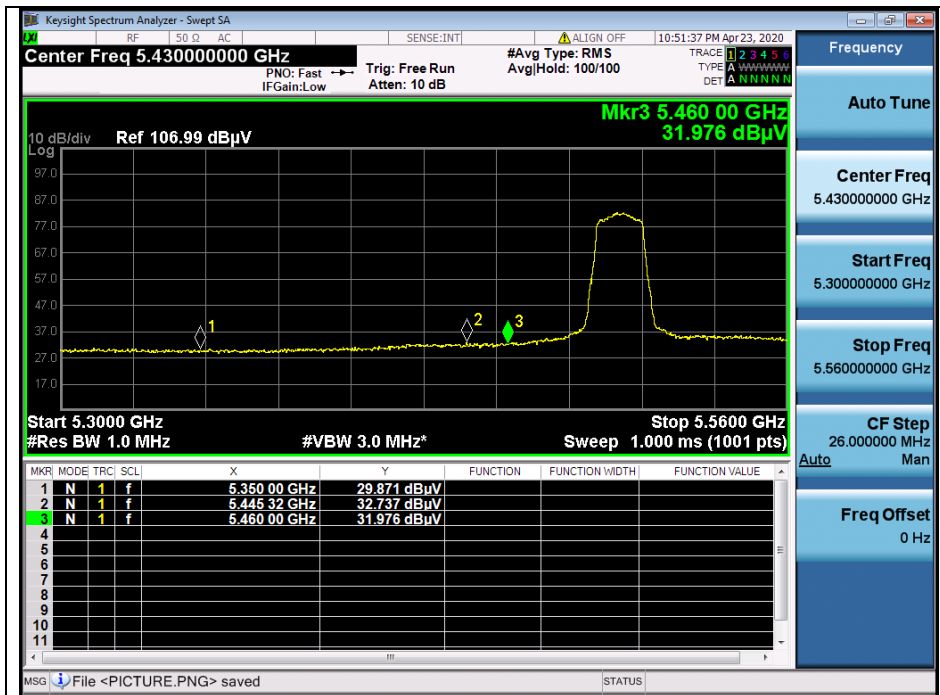 Keysight Spectrum Analyzer - Swept SA
LXI RF 50 Ω AC SENSE:INT ALIGN OFF 10:51:37 PM Apr 23, 2020
Center Freq 5.430000000 GHz
PNO: Fast
IFGain:Low
Trig: Free Run
Atten: 10 dB
#Avg Type: RMS
Avg|Hold: 100/100
TRACE 1 2 3 4 5 6
TYPE A WWWWW
DET A N N N N N
Mkr3 5.460 00 GHz
31.976 dBµV
10 dB/div Ref 106.99 dBµV
Log
97.0
87.0
77.0
67.0
57.0
47.0
37.0
27.0
17.0
1
2
3
Start 5.3000 GHz Stop 5.5600 GHz
#Res BW 1.0 MHz #VBW 3.0 MHz* Sweep 1.000 ms (1001 pts)
MKR MODE TRC SCL X Y FUNCTION FUNCTION WIDTH FUNCTION VALUE
1 N 1 f 5.350 00 GHz 29.871 dBµV
2 N 1 f 5.445 32 GHz 32.737 dBµV
3 N 1 f 5.460 00 GHz 31.976 dBµV
4
5
6
7
8
9
10
11
MSG File <PICTURE.PNG> saved STATUS
Frequency
Auto Tune
Center Freq
5.430000000 GHz
Start Freq
5.300000000 GHz
Stop Freq
5.560000000 GHz
CF Step
26.000000 MHz
Auto Man
Freq Offset
0 Hz